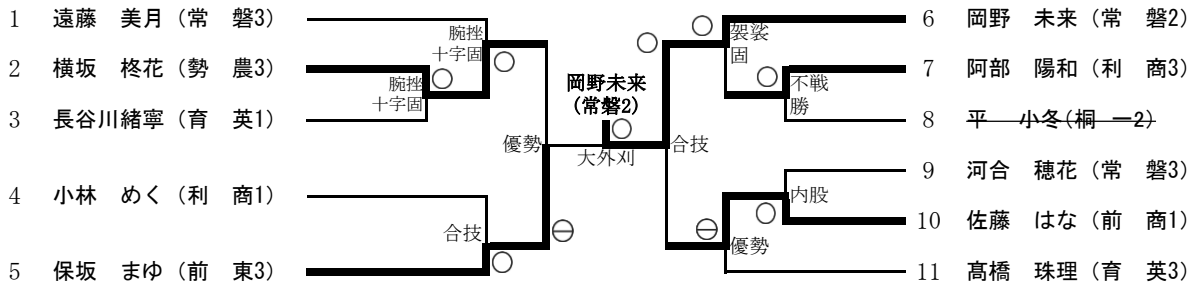 1 遠藤 美月（常 磐3）
2 横坂 柊花（勢 農3）
3 長谷川緒寧（育 英1）
4 小林 めく（利 商1）
5 保坂 まゆ（前 東3）
腕挫
十字固
腕挫
十字固
優勢
合技
岡野未来
(常磐2)
大外刈
合技
袈裟
固
不戦
勝
内股
優勢
6 岡野 未来（常 磐2）
7 阿部 陽和（利 商3）
8 平 小冬(桐 一2)
9 河合 穂花（常 磐3）
10 佐藤 はな（前 商1）
11 髙橋 珠理（育 英3）